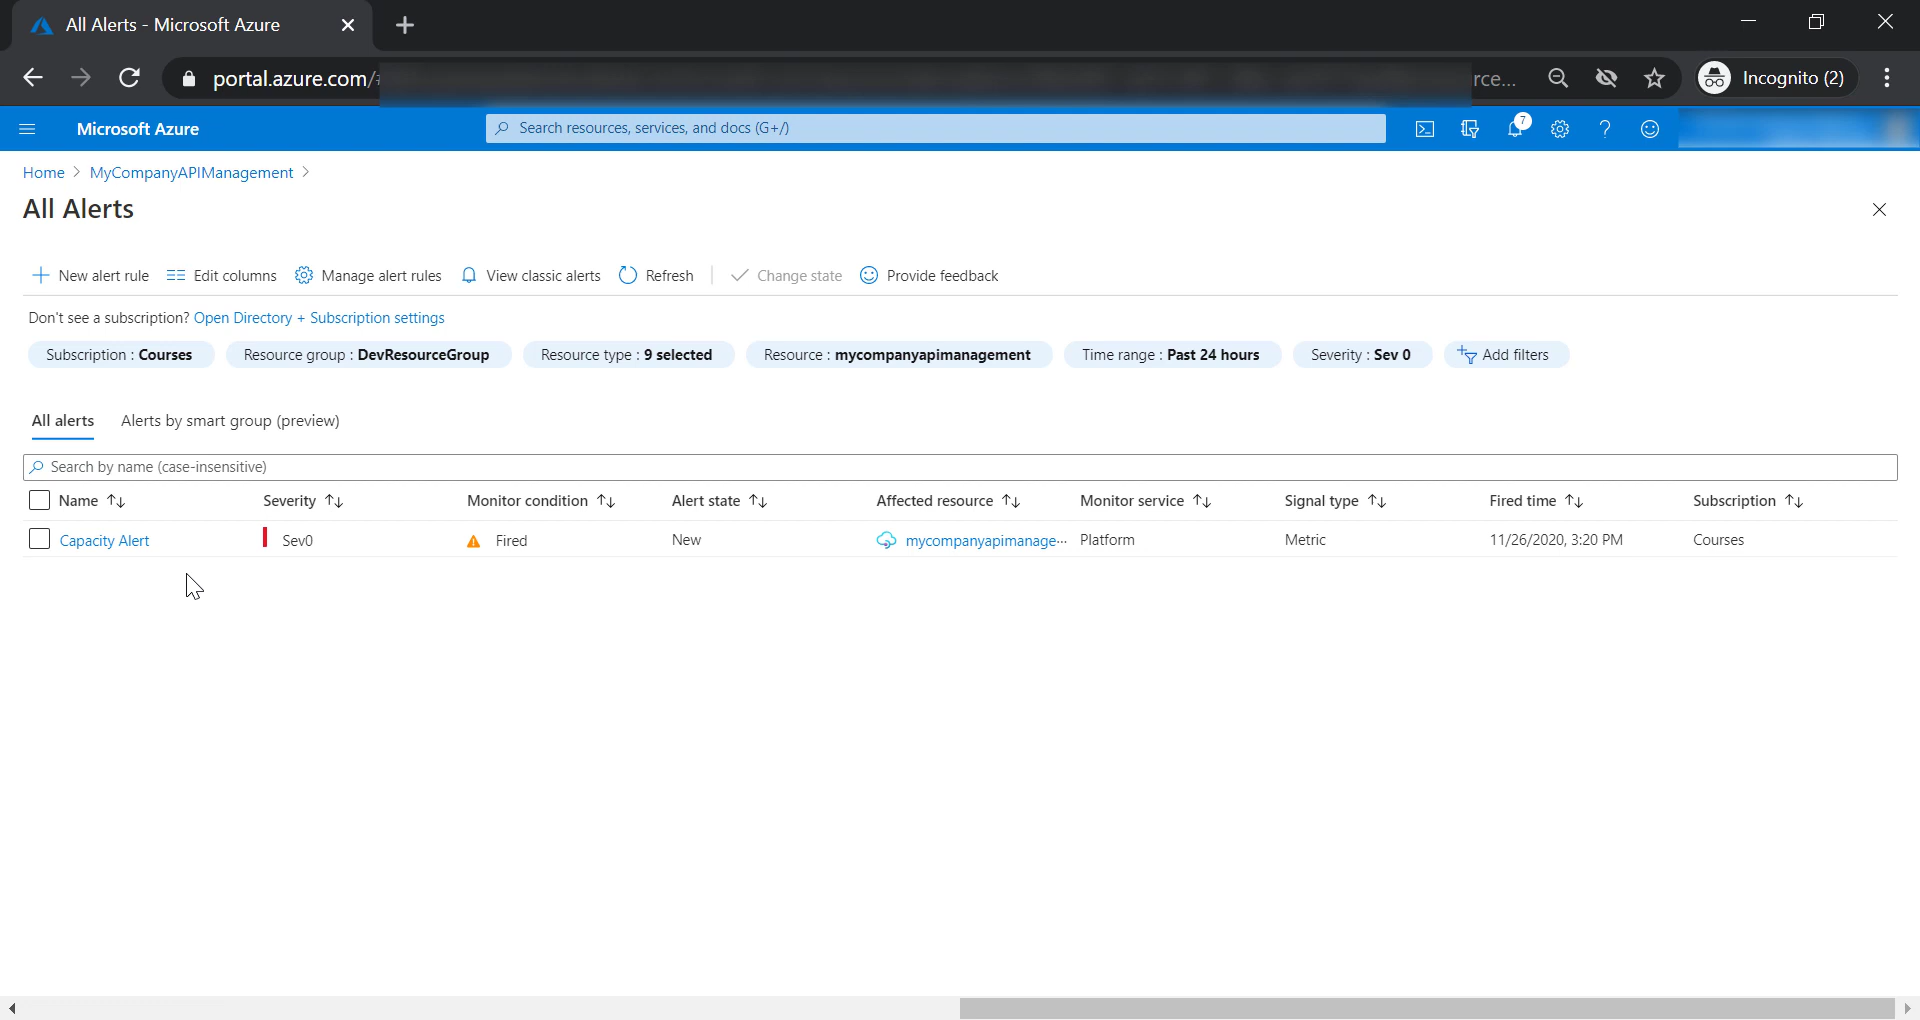 All Alerts - Microsoft Azure
portal.azure.com/# rce... Incognito (2)
Microsoft Azure Search resources, services, and docs (G+/) 7
Home > MyCompanyAPIManagement >
All Alerts
New alert rule Edit columns Manage alert rules View classic alerts Refresh Change state Provide feedback
Don't see a subscription? Open Directory + Subscription settings
Subscription : Courses Resource group : DevResourceGroup Resource type : 9 selected Resource : mycompanyapimanagement Time range : Past 24 hours Severity : Sev 0 Add filters
All alerts Alerts by smart group (preview)
Search by name (case-insensitive)
Name ↑↓ Severity ↑↓ Monitor condition ↑↓ Alert state ↑↓ Affected resource ↑↓ Monitor service ↑↓ Signal type ↑↓ Fired time ↑↓ Subscription ↑↓
Capacity Alert Sev0 Fired New mycompanyapimanage... Platform Metric 11/26/2020, 3:20 PM Courses